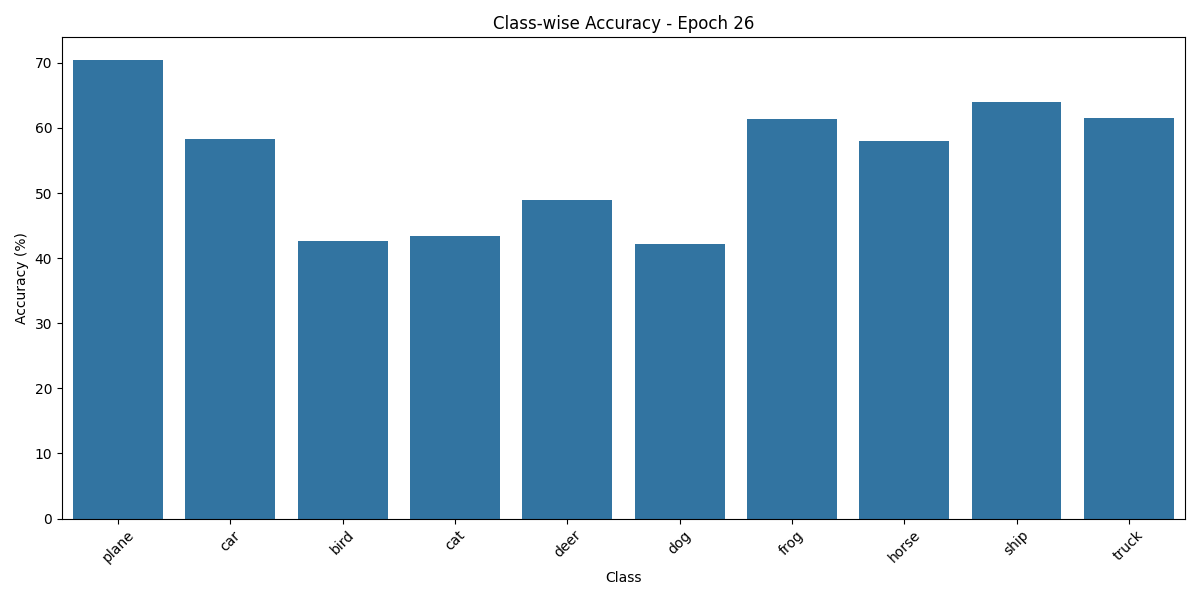 Class-wise Accuracy - Epoch 26
Accuracy (%)
70
60
50
40
30
20
10
0
plane
car
bird
cat
deer
dog
frog
horse
ship
truck
Class